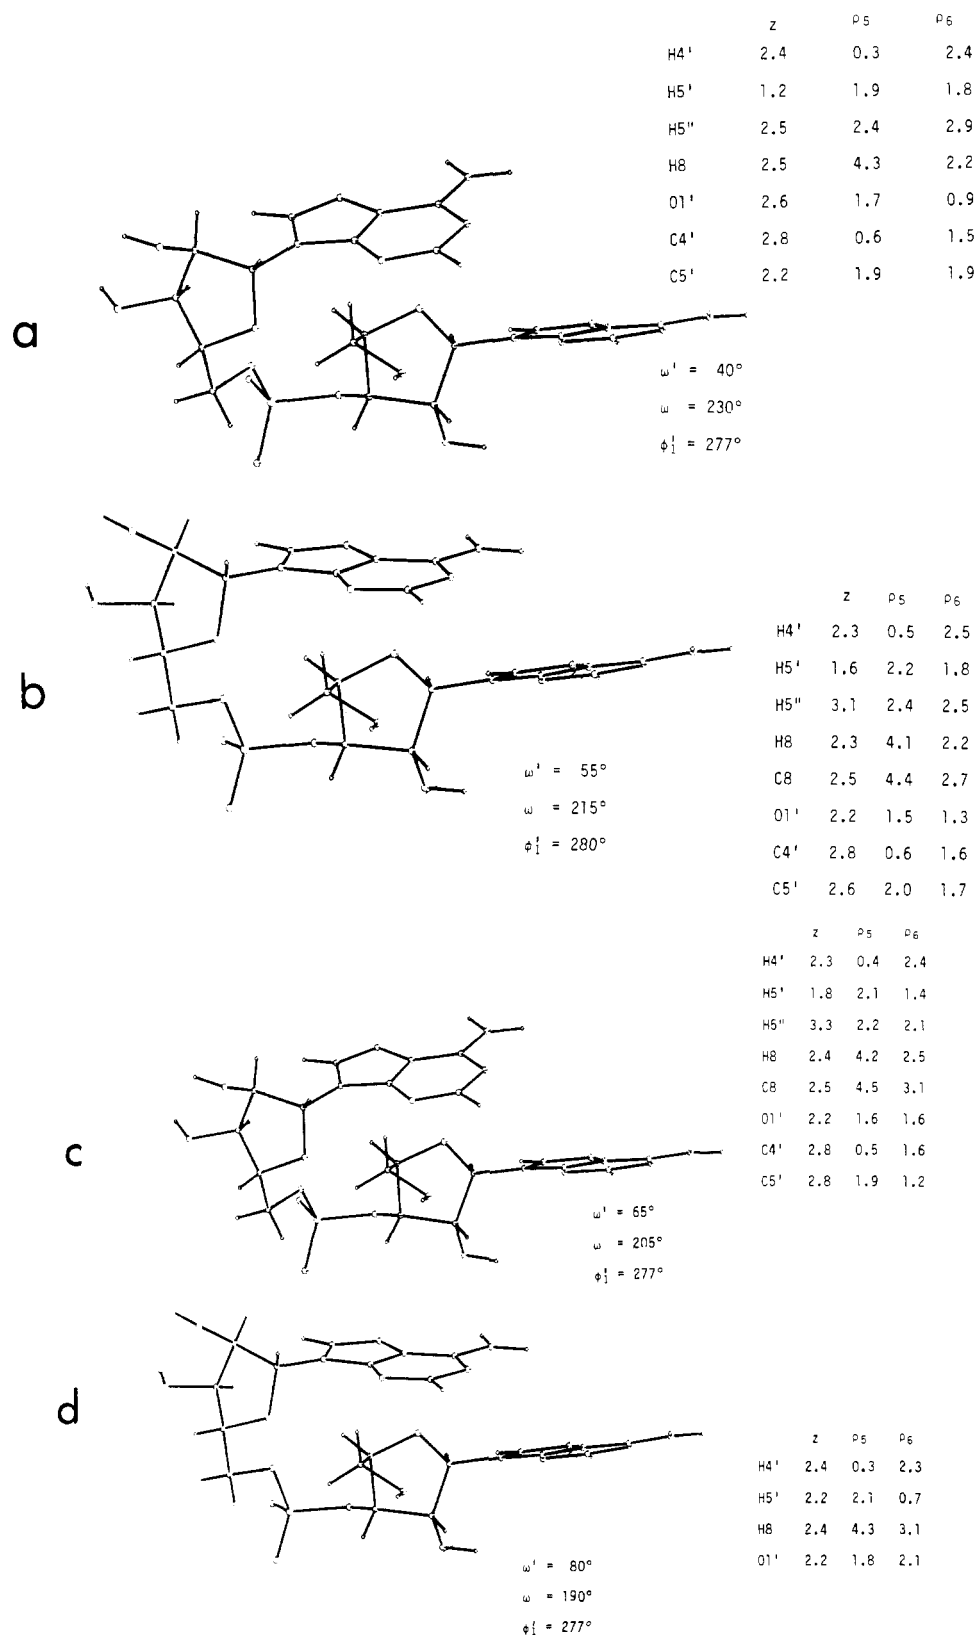 z ρ5 ρ6
H4' 2.4 0.3 2.4
H5' 1.2 1.9 1.8
H5" 2.5 2.4 2.9
H8 2.5 4.3 2.2
O1' 2.6 1.7 0.9
C4' 2.8 0.6 1.5
C5' 2.2 1.9 1.9
a
ω' = 40°
ω = 230°
φ'₁ = 277°
z ρ5 ρ6
H4' 2.3 0.5 2.5
H5' 1.6 2.2 1.8
H5" 3.1 2.4 2.5
H8 2.3 4.1 2.2
C8 2.5 4.4 2.7
O1' 2.2 1.5 1.3
C4' 2.8 0.6 1.6
C5' 2.6 2.0 1.7
b
ω' = 55°
ω = 215°
φ'₁ = 280°
z ρ5 ρ6
H4' 2.3 0.4 2.4
H5' 1.8 2.1 1.4
H5" 3.3 2.2 2.1
H8 2.4 4.2 2.5
C8 2.5 4.5 3.1
O1' 2.2 1.6 1.6
C4' 2.8 0.5 1.6
C5' 2.8 1.9 1.2
c
ω' = 65°
ω = 205°
φ'₁ = 277°
d
z ρ5 ρ6
H4' 2.4 0.3 2.3
H5' 2.2 2.1 0.7
H8 2.4 4.3 3.1
O1' 2.2 1.8 2.1
ω' = 80°
ω = 190°
φ'₁ = 277°